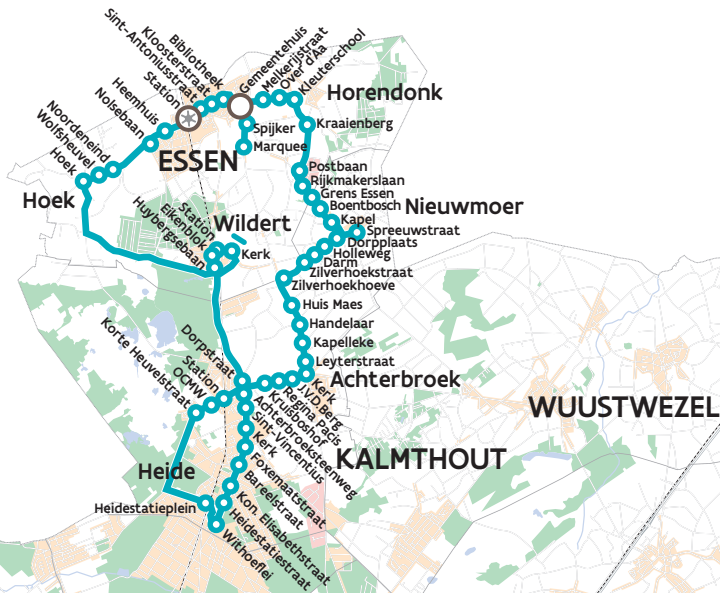 Sint-Antoniusstraat
Kloosterstraat
Bibliotheek
Gemeentehuis
Melkerijstraat
Over d'Aa
Kleuterschool
Station
Heemhuis
Nolsebaan
Noordeneind
Wolfsheuvel
Hoek
Horendonk
Kraaienberg
Spijker
Marquee
ESSEN
Hoek
Postbaan
Rijkmakerslaan
Grens Essen
Boentbosch
Nieuwmoer
Kapel
Spreeuwstraat
Dorpplaats
Holleweg
Darm
Zilverhoekstraat
Zilverhoekhoeve
Wildert
Station
Eikenblok
Huybergsebaan
Kerk
Huis Maes
Handelaar
Kapelleke
Leyterstraat
Achterbroek
Dorpstraat
Station
OCMW
Korte Heuvelstraat
Kerk
J.V.D.Berg
Regina Pacis
Kruisboshof
Achterbroeksteenweg
Sint-Vincentius
Kerk
Foxemaatstraat
Bareelstraat
Kon. Elisabethstraat
Heidestatiestraat
Withoeflei
Heidestatieplein
Heide
KALMTHOUT
WUUSTWEZEL